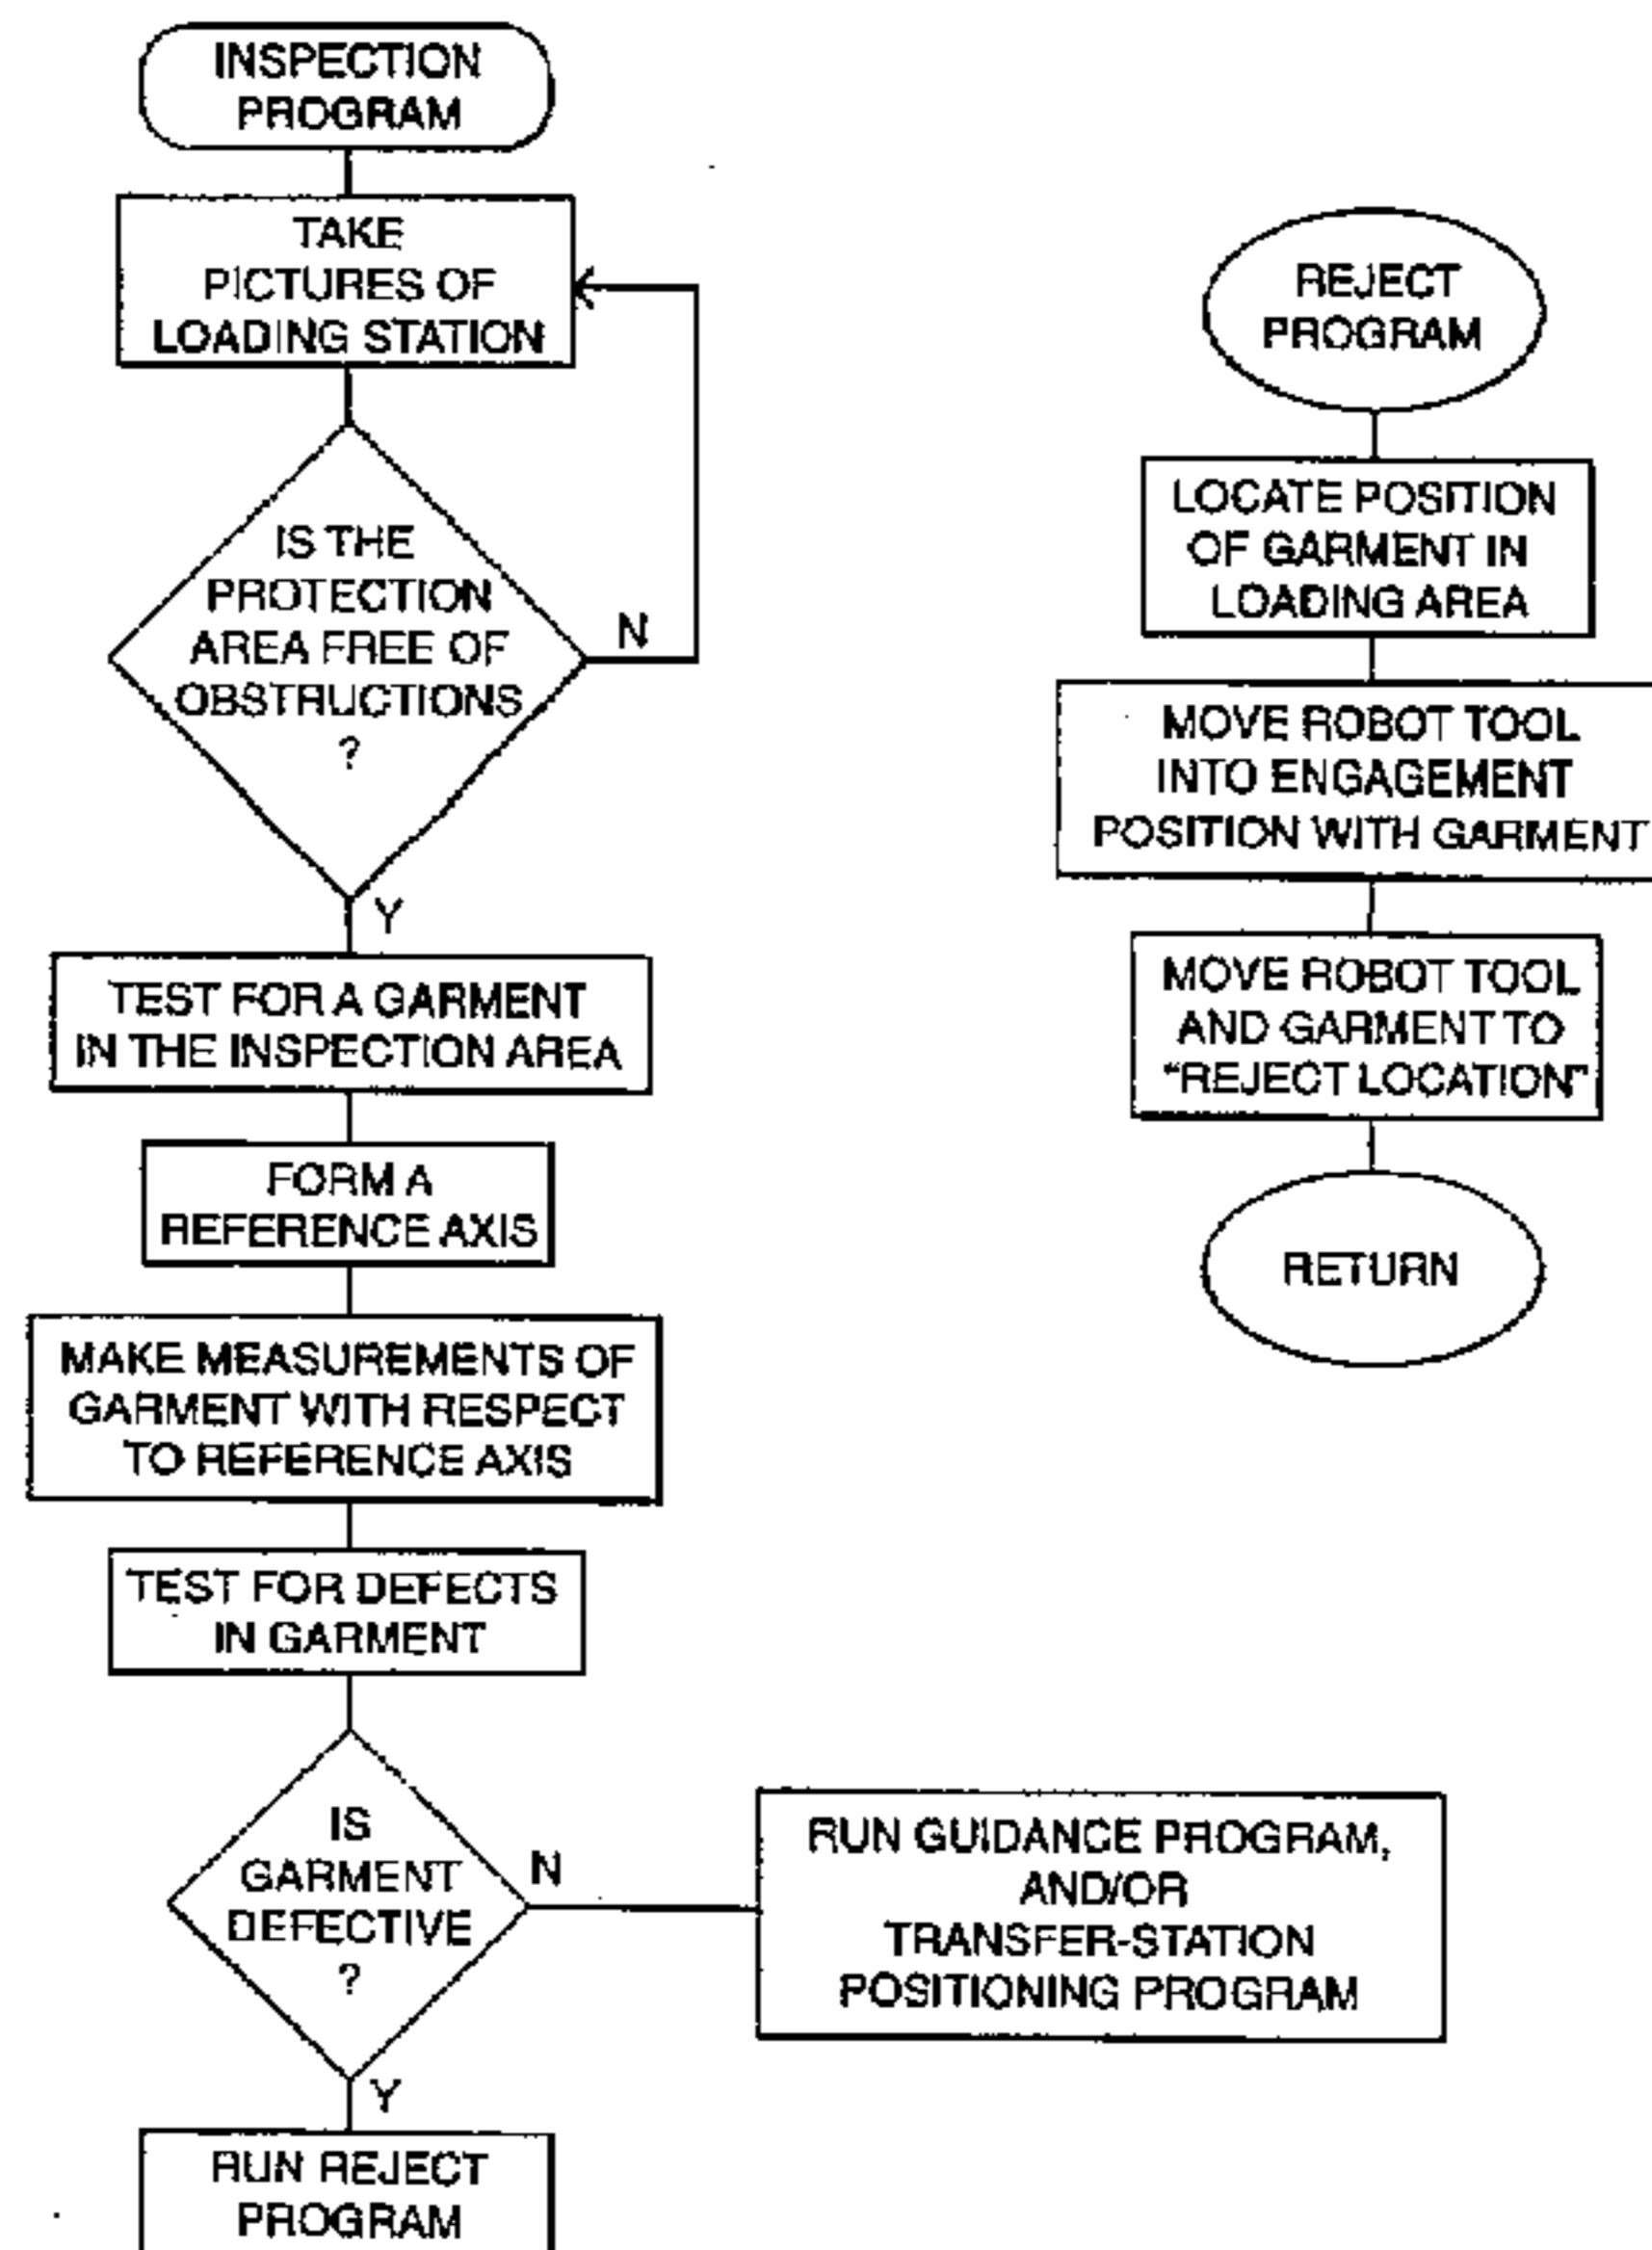 INSPECTION
PROGRAM
TAKE
PICTURES OF
LOADING STATION
IS THE
PROTECTION
AREA FREE OF
OBSTRUCTIONS
?
N
Y
TEST FOR A GARMENT
IN THE INSPECTION AREA
FORM A
REFERENCE AXIS
MAKE MEASUREMENTS OF
GARMENT WITH RESPECT
TO REFERENCE AXIS
TEST FOR DEFECTS
IN GARMENT
IS
GARMENT
DEFECTIVE
?
N
Y
RUN GUIDANCE PROGRAM,
AND/OR
TRANSFER-STATION
POSITIONING PROGRAM
RUN REJECT
PROGRAM
REJECT
PROGRAM
LOCATE POSITION
OF GARMENT IN
LOADING AREA
MOVE ROBOT TOOL
INTO ENGAGEMENT
POSITION WITH GARMENT
MOVE ROBOT TOOL
AND GARMENT TO
"REJECT LOCATION"
RETURN